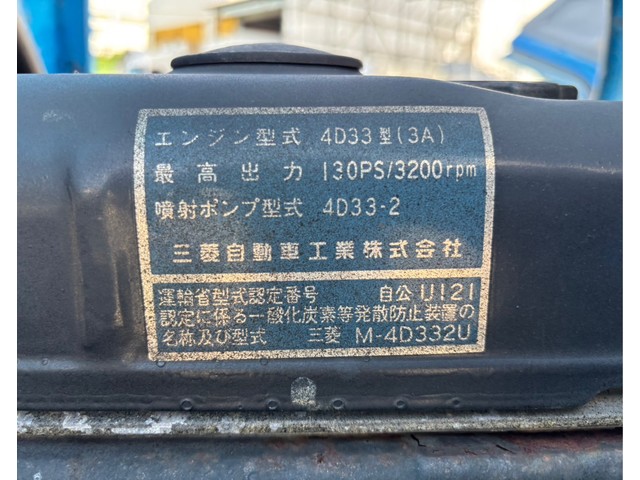 エンジン型式 4D33型(3A)
最高出力 130PS/3200rpm
噴射ポンプ型式 4D33-2
三菱自動車工業株式会社
運輸省型式認定番号 自公U121
認定に係る一酸化炭素等発散防止装置の
名称及び型式 三菱 M-4D332U